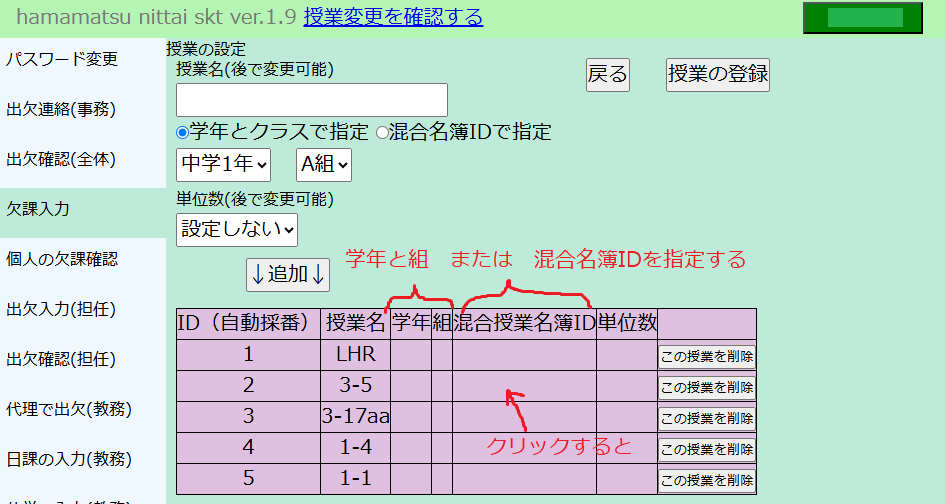 hamamatsu nittai skt ver.1.9 授業変更を確認する
パスワード変更
出欠連絡(事務)
出欠確認(全体)
欠課入力
個人の欠課確認
出欠入力(担任)
出欠確認(担任)
代理で出欠(教務)
日課の入力(教務)
授業の設定
授業名(後で変更可能)
戻る 授業の登録
学年とクラスで指定 混合名簿IDで指定
中学1年 A組
単位数(後で変更可能)
設定しない
学年と組 または 混合名簿IDを指定する
↓追加↓
ID（自動採番） 授業名 学年 組 混合授業名簿ID 単位数
1 LHR この授業を削除
2 3-5 この授業を削除
3 3-17aa この授業を削除
4 1-4 この授業を削除
クリックすると
5 1-1 この授業を削除